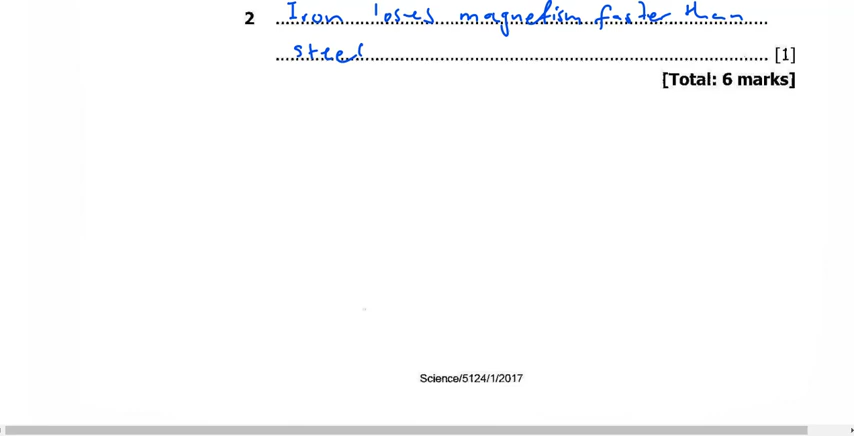 2 Iron loses magnetism faster than
steel [1]
[Total: 6 marks]
Science/5124/1/2017